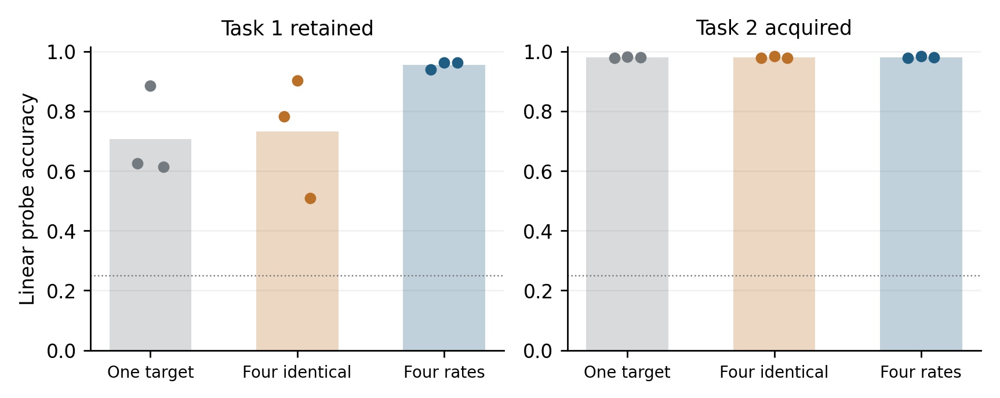 Task 1 retained
Linear probe accuracy
1.0
0.8
0.6
0.4
0.2
0.0
One target Four identical Four rates
Task 2 acquired
1.0
0.8
0.6
0.4
0.2
0.0
One target Four identical Four rates